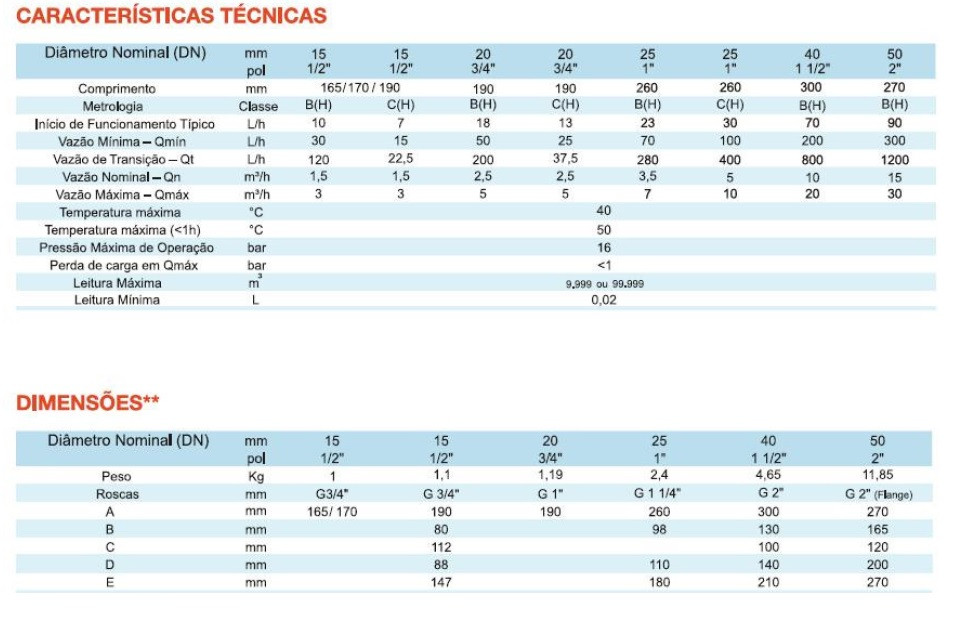 CARACTERÍSTICAS TÉCNICAS
Diâmetro Nominal (DN) mm 15 15 20 20 25 25 40 50
pol 1/2" 1/2" 3/4" 3/4" 1" 1" 1 1/2" 2"
Comprimento mm 165/170 / 190 190 190 260 260 300 270
Metrologia Classe B(H) C(H) B(H) C(H) B(H) C(H) B(H) B(H)
Início de Funcionamento Típico L/h 10 7 18 13 23 30 70 90
Vazão Mínima – Qmín L/h 30 15 50 25 70 100 200 300
Vazão de Transição – Qt L/h 120 22,5 200 37,5 280 400 800 1200
Vazão Nominal – Qn m³/h 1,5 1,5 2,5 2,5 3,5 5 10 15
Vazão Máxima – Qmáx m³/h 3 3 5 5 7 10 20 30
Temperatura máxima °C 40
Temperatura máxima (<1h) °C 50
Pressão Máxima de Operação bar 16
Perda de carga em Qmáx bar <1
Leitura Máxima m³ 9.999 ou 99.999
Leitura Mínima L 0,02
DIMENSÕES**
Diâmetro Nominal (DN) mm 15 15 20 25 40 50
pol 1/2" 1/2" 3/4" 1" 1 1/2" 2"
Peso Kg 1 1,1 1,19 2,4 4,65 11,85
Roscas mm G3/4" G 3/4" G 1" G 1 1/4" G 2" G 2" (Flange)
A mm 165/ 170 190 190 260 300 270
B mm 80 98 130 165
C mm 112 100 120
D mm 88 110 140 200
E mm 147 180 210 270